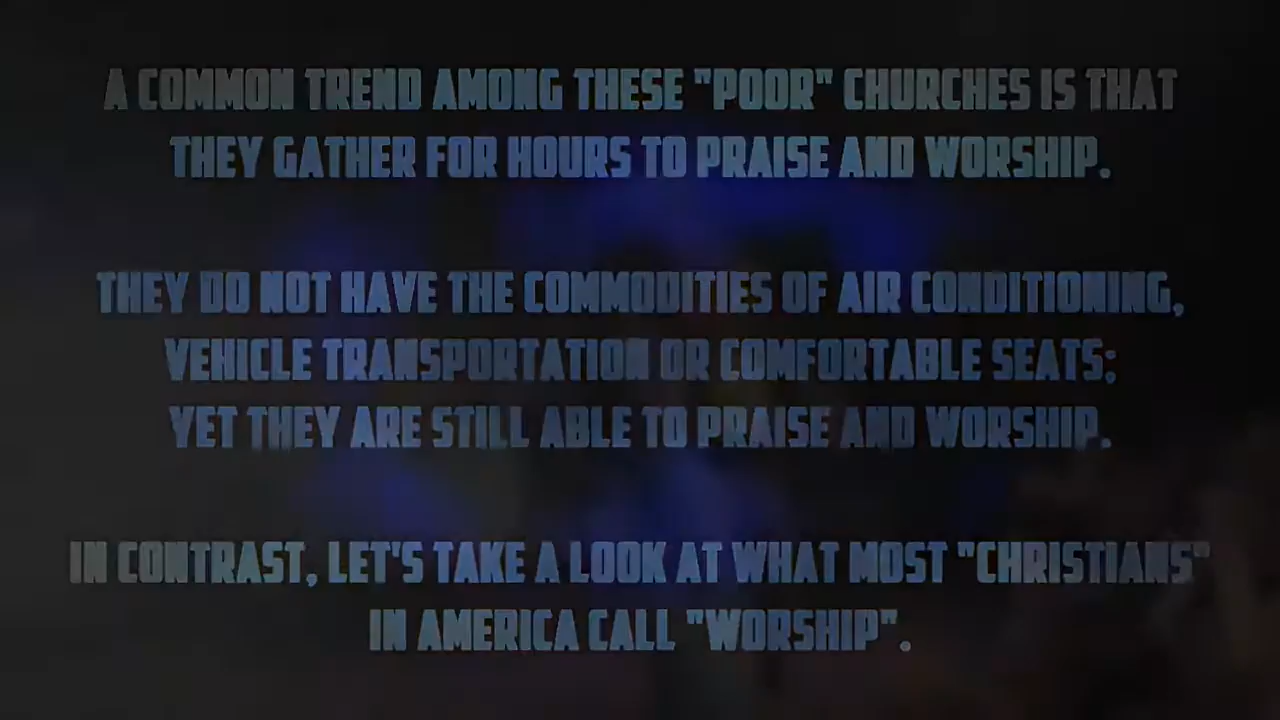 A COMMON TREND AMONG THESE "POOR" CHURCHES IS THAT
THEY GATHER FOR HOURS TO PRAISE AND WORSHIP.
THEY DO NOT HAVE THE COMMODITIES OF AIR CONDITIONING,
VEHICLE TRANSPORTATION OR COMFORTABLE SEATS;
YET THEY ARE STILL ABLE TO PRAISE AND WORSHIP.
IN CONTRAST, LET'S TAKE A LOOK AT WHAT MOST "CHRISTIANS"
IN AMERICA CALL "WORSHIP".